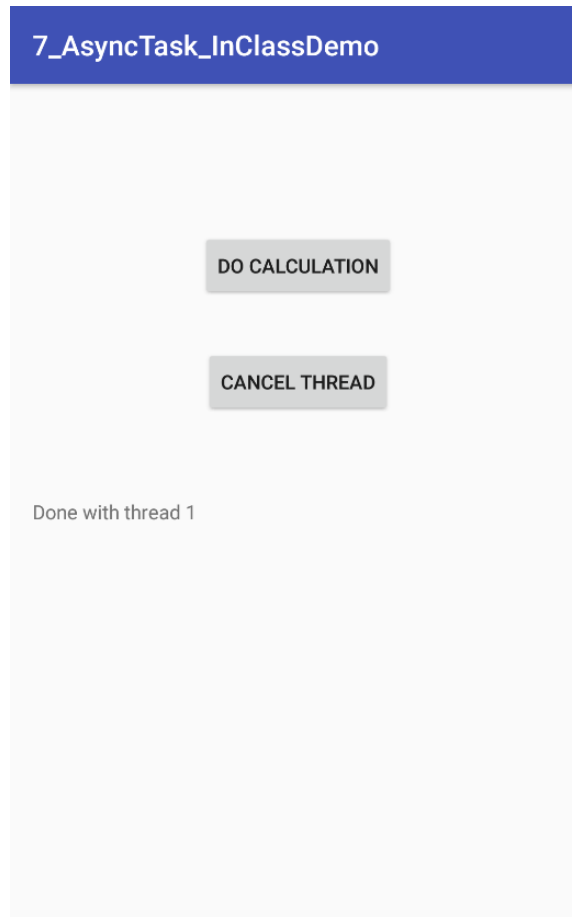 7_AsyncTask_InClassDemo
DO CALCULATION
CANCEL THREAD
Done with thread 1